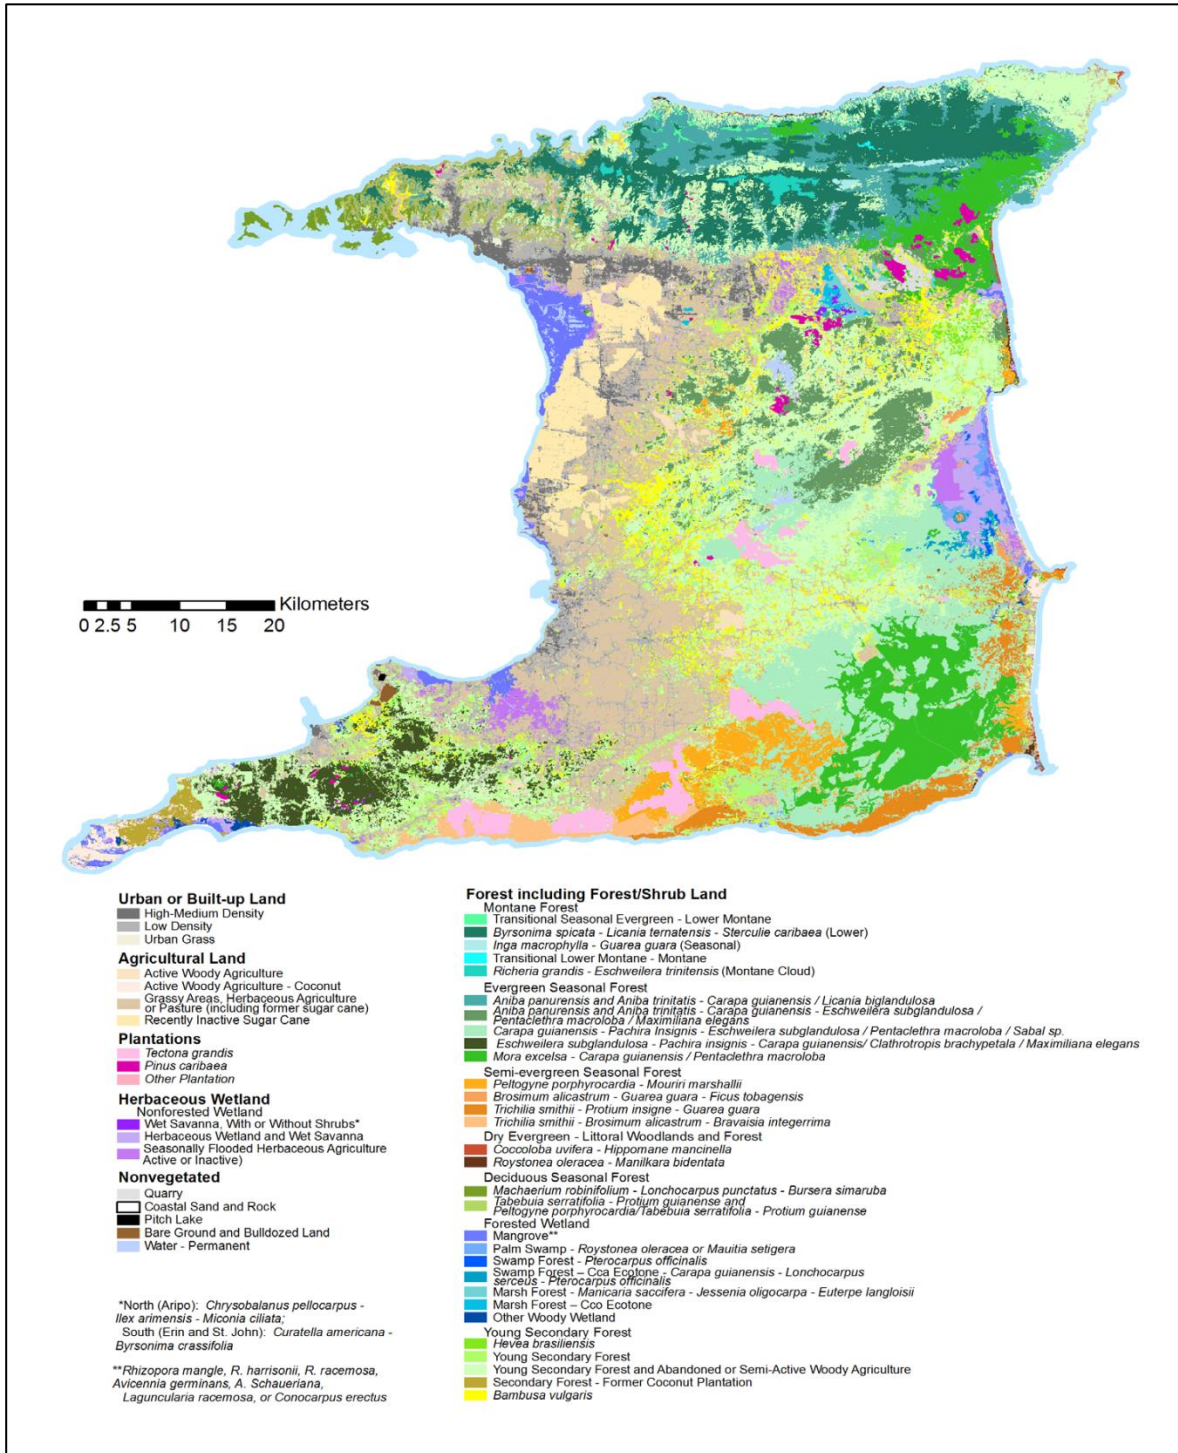 Kilometers
0 2.5 5 10 15 20
Urban or Built-up Land
High-Medium Density
Low Density
Urban Grass
Agricultural Land
Active Woody Agriculture
Active Woody Agriculture - Coconut
Grassy Areas, Herbaceous Agriculture
or Pasture (including former sugar cane)
Recently Inactive Sugar Cane
Plantations
Tectona grandis
Pinus caribaea
Other Plantation
Herbaceous Wetland
Nonforested Wetland
Wet Savanna, With or Without Shrubs*
Herbaceous Wetland and Wet Savanna
Seasonally Flooded Herbaceous Agriculture
Active or Inactive)
Nonvegetated
Quarry
Coastal Sand and Rock
Pitch Lake
Bare Ground and Bulldozed Land
Water - Permanent
*North (Aripo): Chrysobalanus pellocarpus -
Ilex arimensis - Miconia ciliata;
South (Erin and St. John): Curatella americana -
Byrsonima crassifolia
**Rhizopora mangle, R. harrisonii, R. racemosa,
Avicennia germinans, A. Schaueriana,
Laguncularia racemosa, or Conocarpus erectus
Forest including Forest/Shrub Land
Montane Forest
Transitional Seasonal Evergreen - Lower Montane
Byrsonima spicata - Licania ternatensis - Sterculie caribaea (Lower)
Inga macrophylla - Guarea guara (Seasonal)
Transitional Lower Montane - Montane
Richeria grandis - Eschweilera trinitensis (Montane Cloud)
Evergreen Seasonal Forest
Aniba panurensis and Aniba trinitatis - Carapa guianensis / Licania biglandulosa
Aniba panurensis and Aniba trinitatis - Carapa guianensis - Eschweilera subglandulosa /
Pentaclethra macroloba / Maximiliana elegans
Carapa guianensis - Pachira Insignis - Eschweilera subglandulosa / Pentaclethra macroloba / Sabal sp.
Eschweilera subglandulosa - Pachira insignis - Carapa guianensis/ Clathrotropis brachypetala / Maximiliana elegans
Mora excelsa - Carapa guianensis / Pentaclethra macroloba
Semi-evergreen Seasonal Forest
Peltogyne porphyrocardia - Mouriri marshallii
Brosimum alicastrum - Guarea guara - Ficus tobagensis
Trichilia smithii - Protium insigne - Guarea guara
Trichilia smithii - Brosimum alicastrum - Bravaisia integerrima
Dry Evergreen - Littoral Woodlands and Forest
Coccoloba uvifera - Hippomane mancinella
Roystonea oleracea - Manilkara bidentata
Deciduous Seasonal Forest
Machaerium robinifolium - Lonchocarpus punctatus - Bursera simaruba
Tabebuia serratifolia - Protium guianense and
Peltogyne porphyrocardia/Tabebuia serratifolia - Protium guianense
Forested Wetland
Mangrove**
Palm Swamp - Roystonea oleracea or Mauitia setigera
Swamp Forest - Pterocarpus officinalis
Swamp Forest – Cca Ecotone - Carapa guianensis - Lonchocarpus
serceus - Pterocarpus officinalis
Marsh Forest - Manicaria saccifera - Jessenia oligocarpa - Euterpe langloisii
Marsh Forest – Cco Ecotone
Other Woody Wetland
Young Secondary Forest
Hevea brasiliensis
Young Secondary Forest
Young Secondary Forest and Abandoned or Semi-Active Woody Agriculture
Secondary Forest - Former Coconut Plantation
Bambusa vulgaris